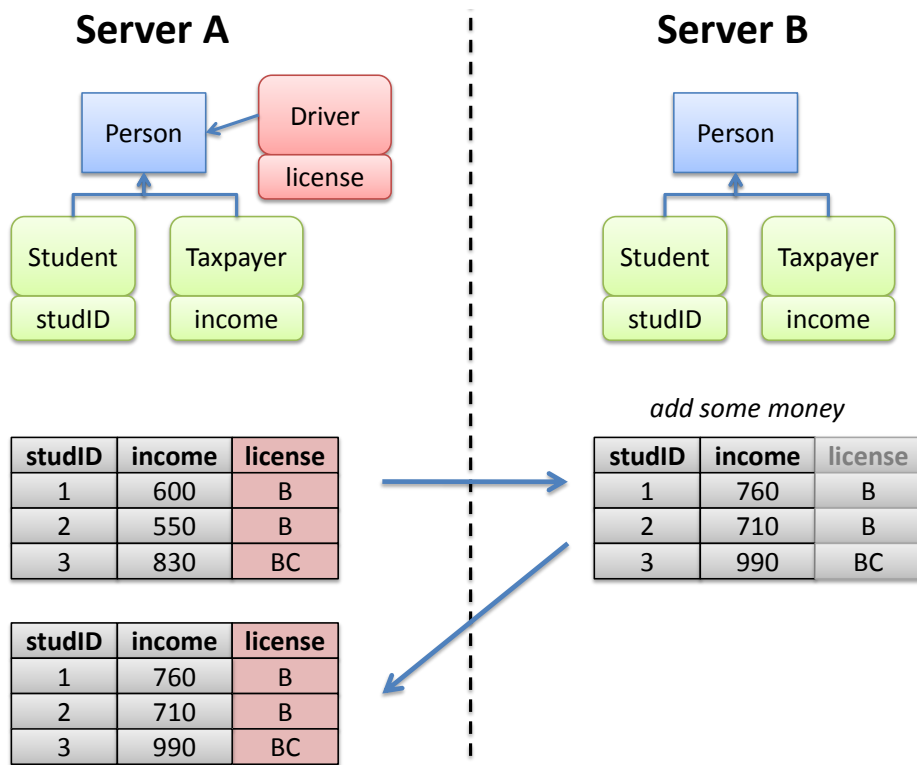 Server A
Server B
Person
Driver
license
Student
studID
Taxpayer
income
Person
Student
studID
Taxpayer
income
add some money
studID income license
1 600 B
2 550 B
3 830 BC
studID income license
1 760 B
2 710 B
3 990 BC
studID income license
1 760 B
2 710 B
3 990 BC